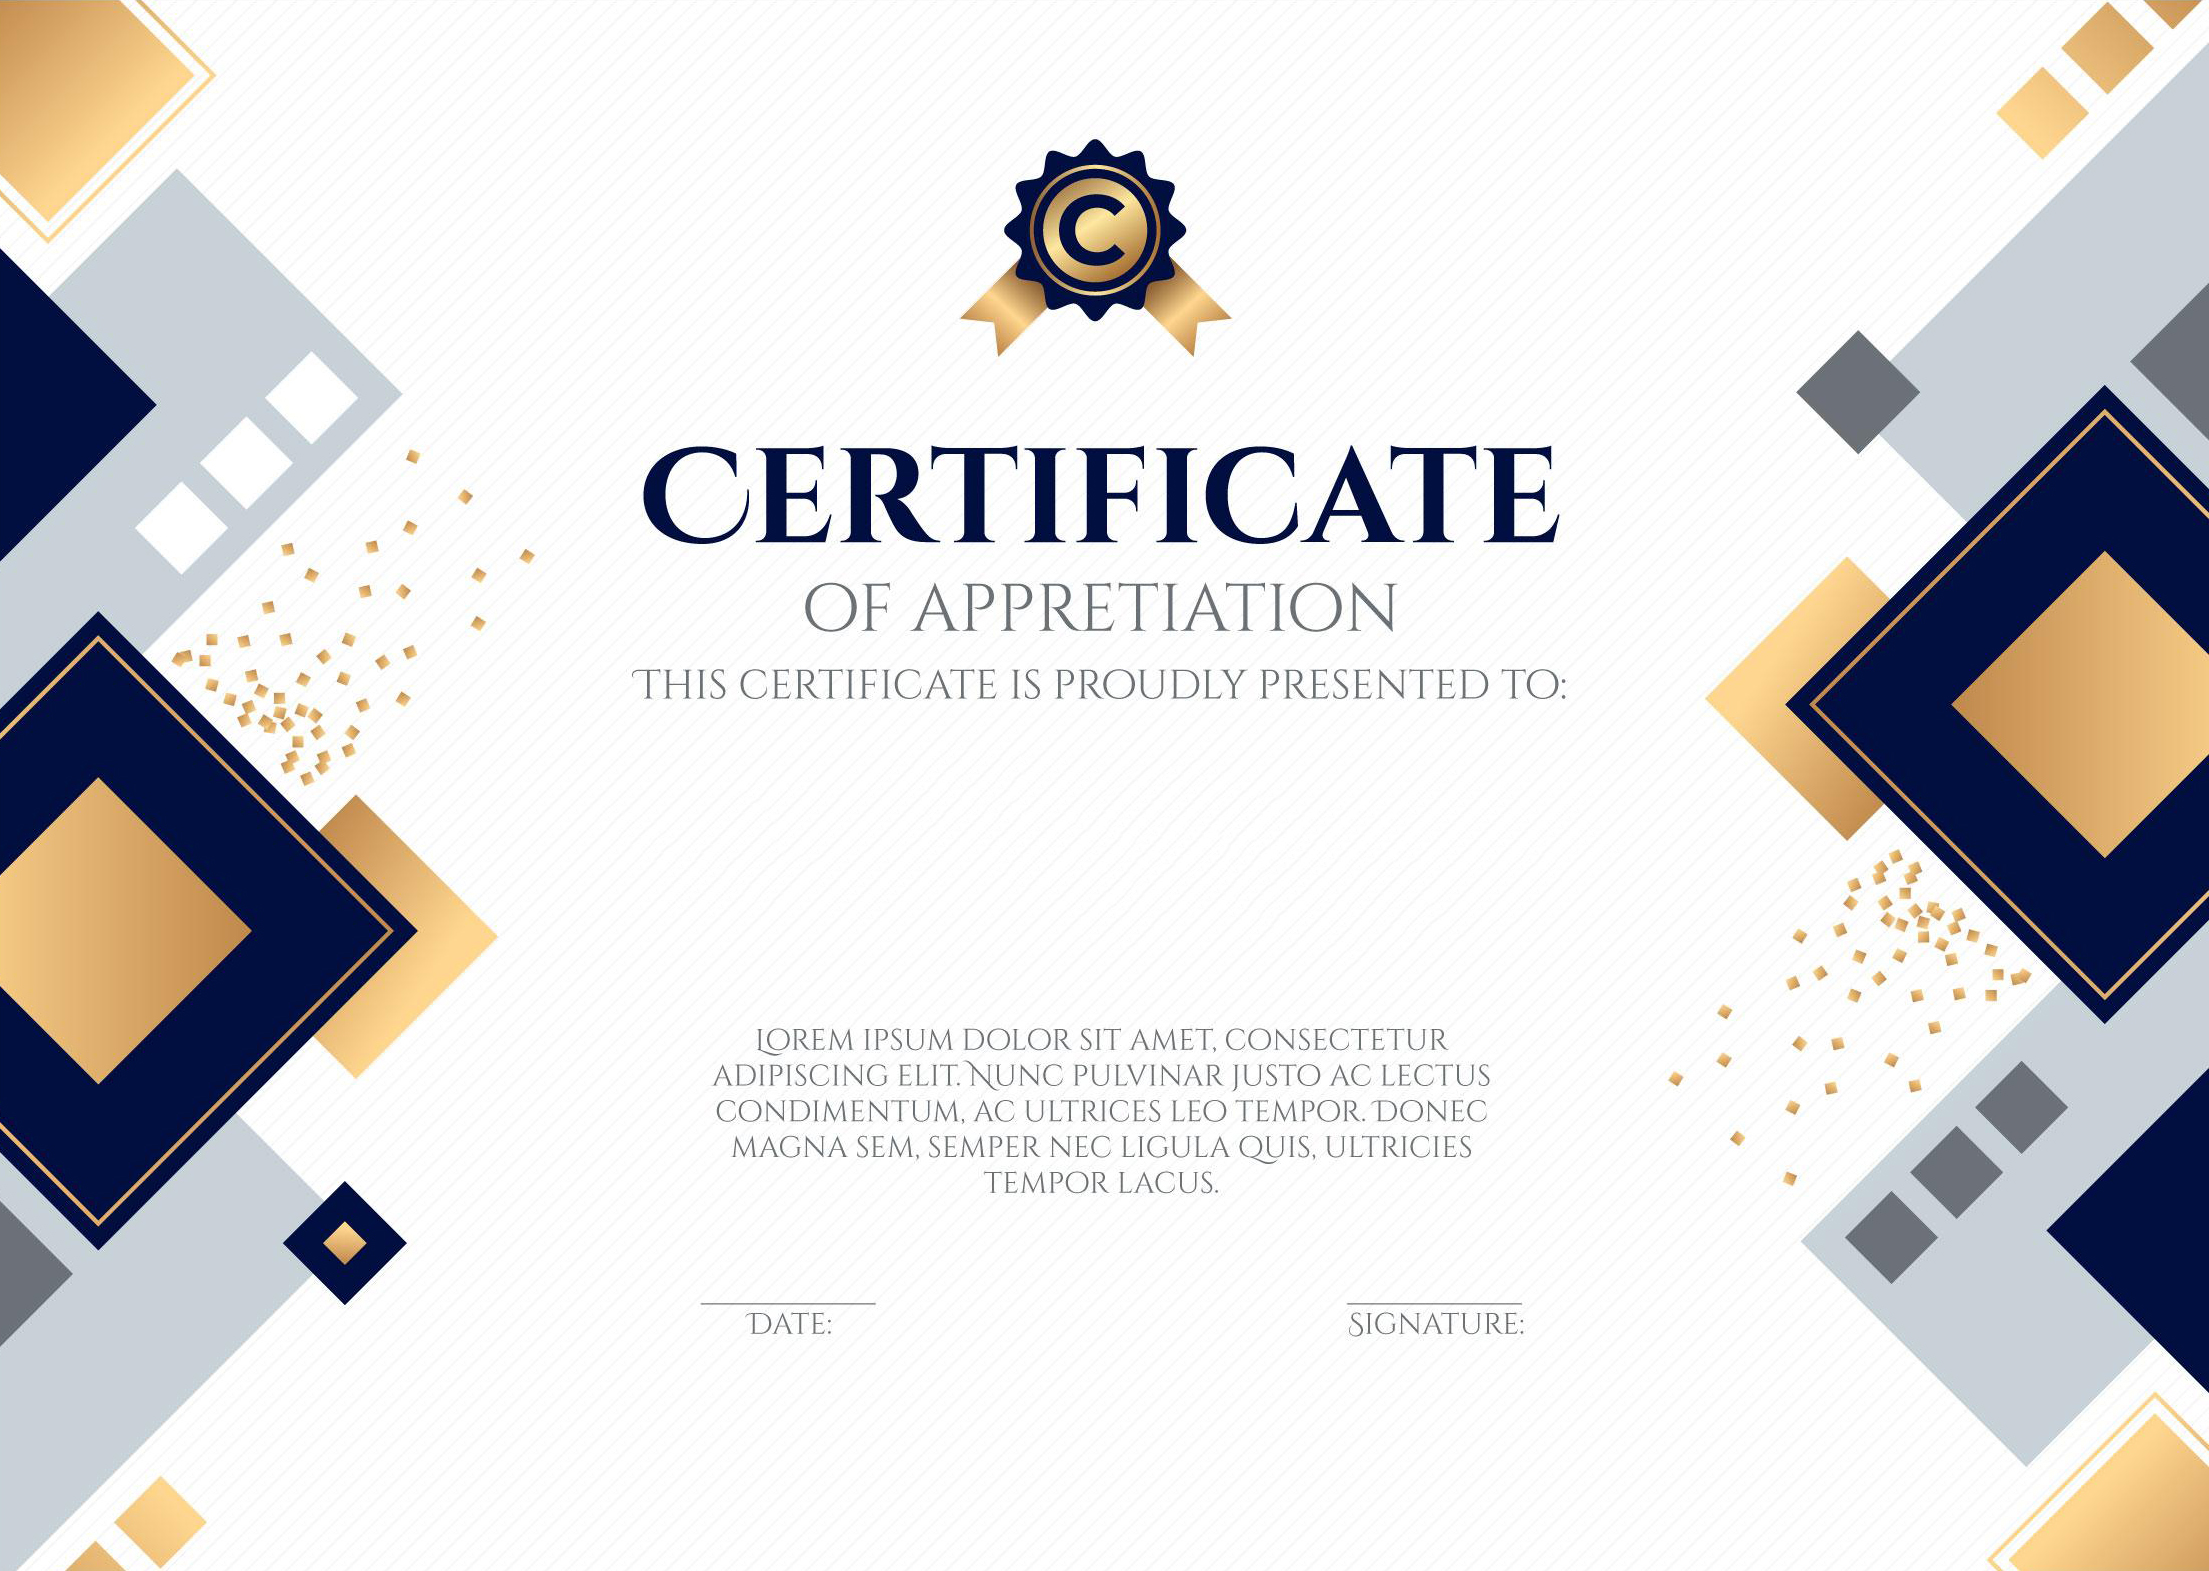 C
CERTIFICATE
OF APPRETIATION
THIS CERTIFICATE IS PROUDLY PRESENTED TO:
LOREM IPSUM DOLOR SIT AMET, CONSECTETUR
ADIPISCING ELIT. NUNC PULVINAR JUSTO AC LECTUS
CONDIMENTUM, AC ULTRICES LEO TEMPOR. DONEC
MAGNA SEM, SEMPER NEC LIGULA QUIS, ULTRICIES
TEMPOR LACUS.
DATE:
SIGNATURE: